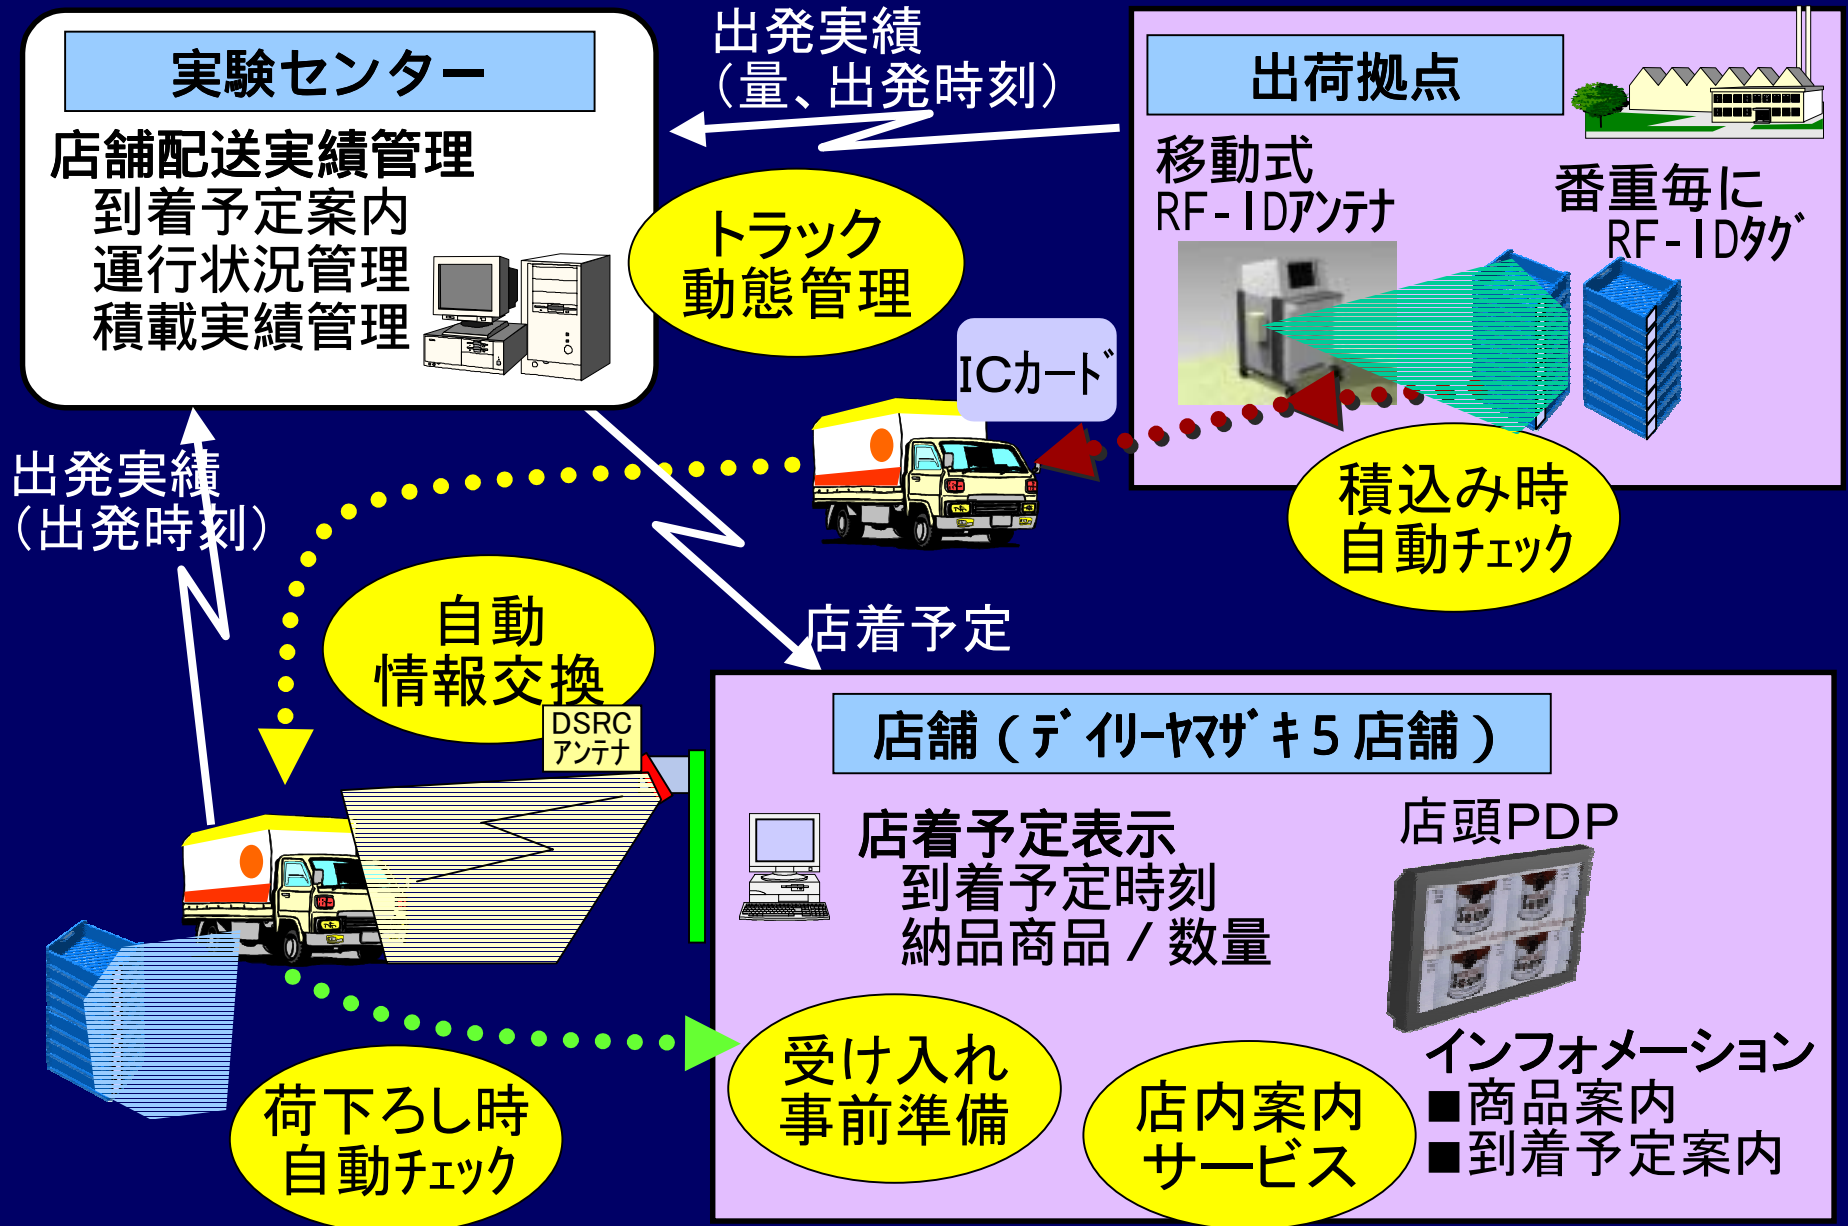 実験センター
店舗配送実績管理
到着予定案内
運行状況管理
積載実績管理
出発実績
（量、出発時刻）
出荷拠点
移動式
RF-IDｱﾝﾃﾅ
番重毎に
RF-IDﾀｸﾞ
トラック
動態管理
ICｶｰﾄﾞ
積込み時
自動ﾁｪｯｸ
出発実績
（出発時刻）
自動
情報交換
DSRC
アンテナ
店着予定
店舗（ﾃﾞｲﾘｰﾔﾏｻﾞｷ５店舗）
店着予定表示
到着予定時刻
納品商品／数量
店頭PDP
インフォメーション
■商品案内
■到着予定案内
受け入れ
事前準備
店内案内
サービス
荷下ろし時
自動ﾁｪｯｸ